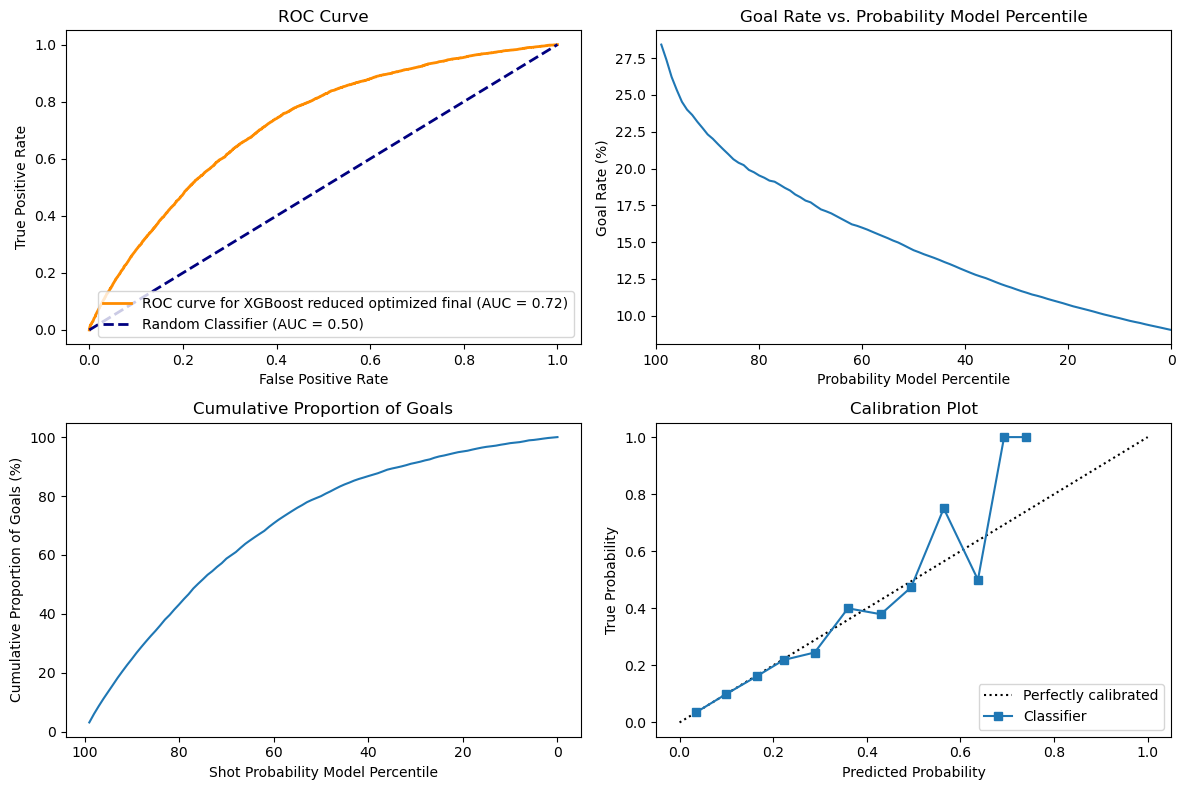 ROC Curve
1.0
0.8
0.6
0.4
0.2
0.0
True Positive Rate
ROC curve for XGBoost reduced optimized final (AUC = 0.72)
Random Classifier (AUC = 0.50)
0.0 0.2 0.4 0.6 0.8 1.0
False Positive Rate
Goal Rate vs. Probability Model Percentile
27.5
25.0
22.5
20.0
17.5
15.0
12.5
10.0
Goal Rate (%)
100 80 60 40 20 0
Probability Model Percentile
Cumulative Proportion of Goals
100
80
60
40
20
0
Cumulative Proportion of Goals (%)
100 80 60 40 20 0
Shot Probability Model Percentile
Calibration Plot
1.0
0.8
0.6
0.4
0.2
0.0
True Probability
Perfectly calibrated
Classifier
0.0 0.2 0.4 0.6 0.8 1.0
Predicted Probability